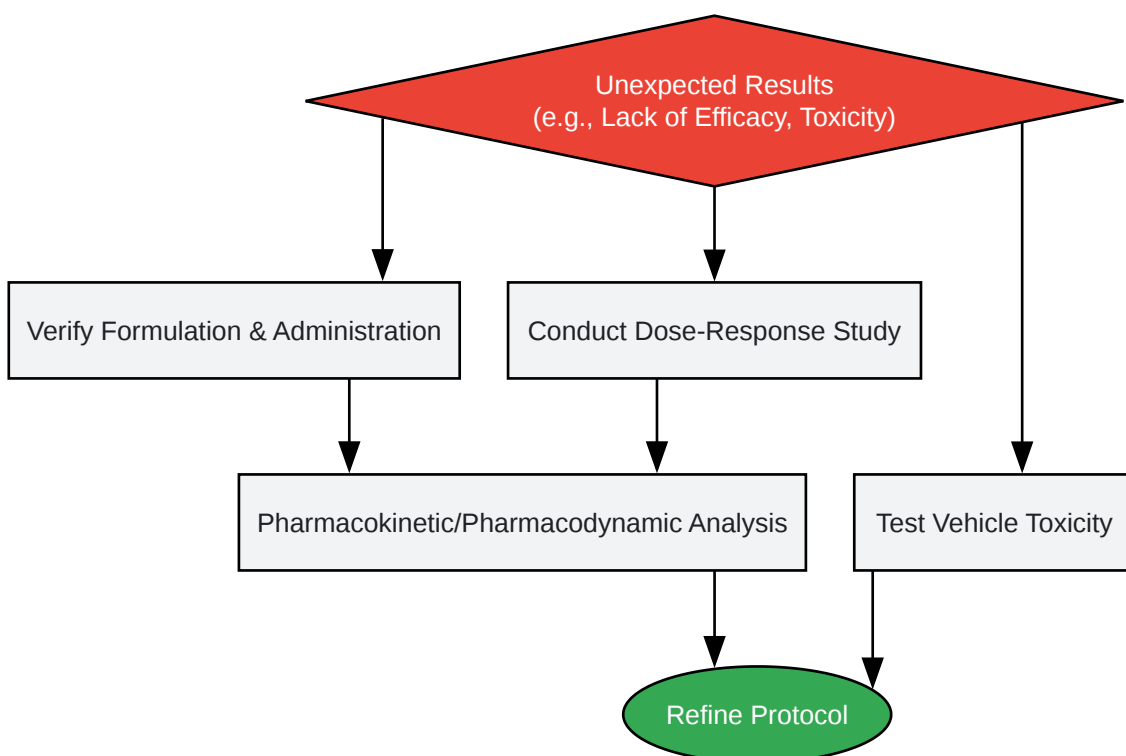 Unexpected Results
(e.g., Lack of Efficacy, Toxicity)
Verify Formulation & Administration
Conduct Dose-Response Study
Pharmacokinetic/Pharmacodynamic Analysis
Test Vehicle Toxicity
Refine Protocol